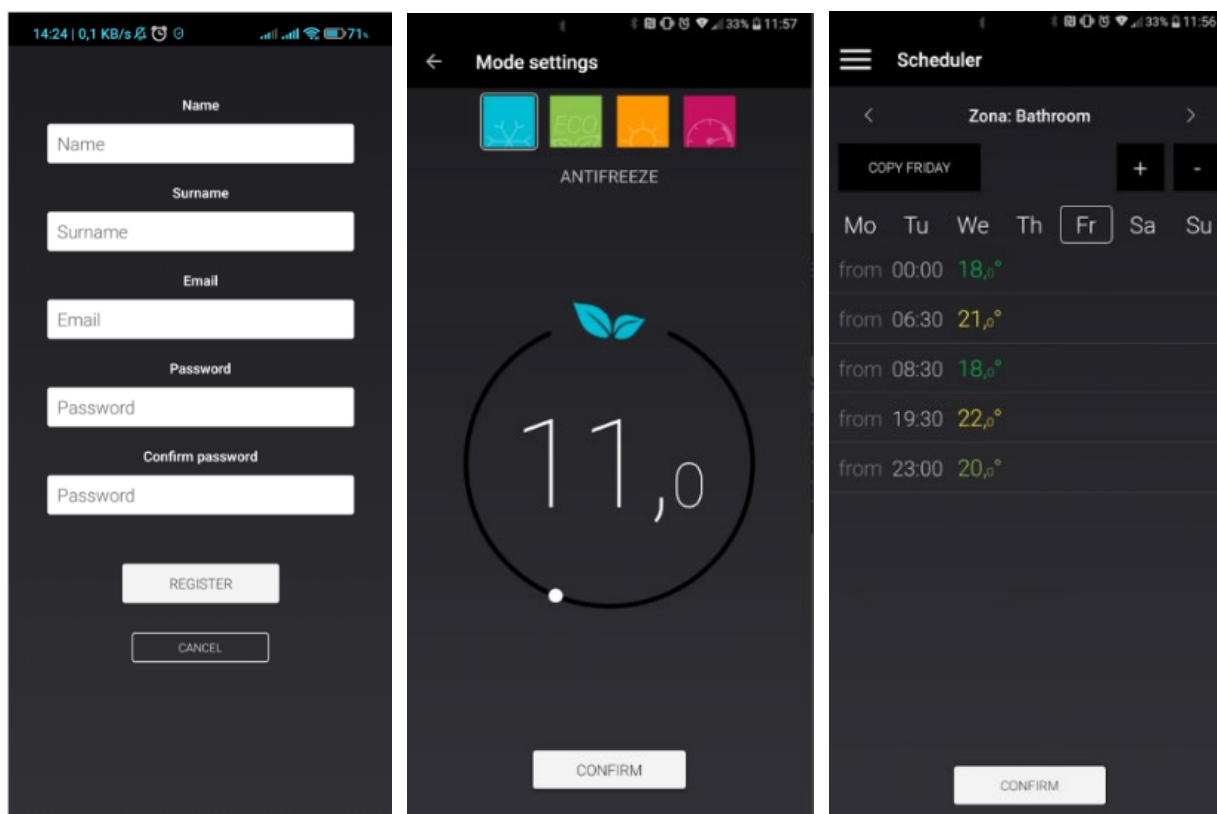 14:24 | 0,1 KB/s 71
Name
Name
Surname
Surname
Email
Email
Password
Password
Confirm password
Password
REGISTER
CANCEL
33% 11:57
Mode settings
ECO
ANTIFREEZE
11,0
CONFIRM
33% 11:56
Scheduler
Zona: Bathroom
COPY FRIDAY + -
Mo Tu We Th Fr Sa Su
from 00:00 18,0°
from 06:30 21,0°
from 08:30 18,0°
from 19:30 22,0°
from 23:00 20,0°
CONFIRM